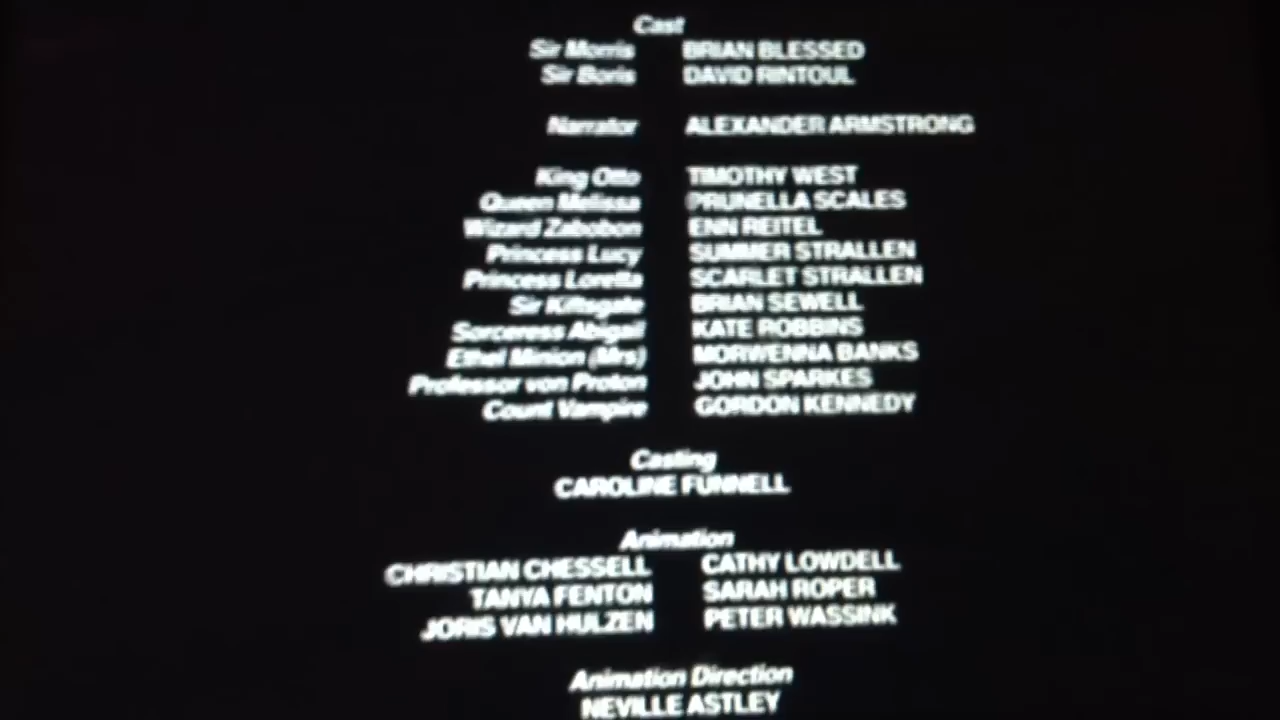 Cast
Sir Morris BRIAN BLESSED
Sir Boris DAVID RINTOUL
Narrator ALEXANDER ARMSTRONG
King Otto TIMOTHY WEST
Queen Melissa PRUNELLA SCALES
Wizard Zabobon ENN REITEL
Princess Lucy SUMMER STRALLEN
Princess Loretta SCARLET STRALLEN
Sir Kiftsgate BRIAN SEWELL
Sorceress Abigail KATE ROBBINS
Ethel Minion (Mrs) MORWENNA BANKS
Professor von Proton JOHN SPARKES
Count Vampire GORDON KENNEDY
Casting
CAROLINE FUNNELL
Animation
CHRISTIAN CHESSELL CATHY LOWDELL
TANYA FENTON SARAH ROPER
JORIS VAN HULZEN PETER WASSINK
Animation Direction
NEVILLE ASTLEY